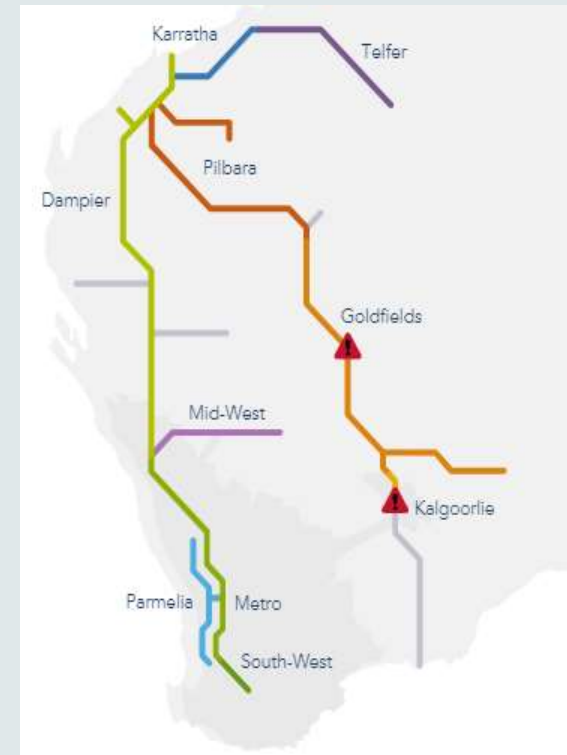 Karratha
Telfer
Pilbara
Dampier
Goldfields
Mid-West
Kalgoorlie
Parmelia
Metro
South-West